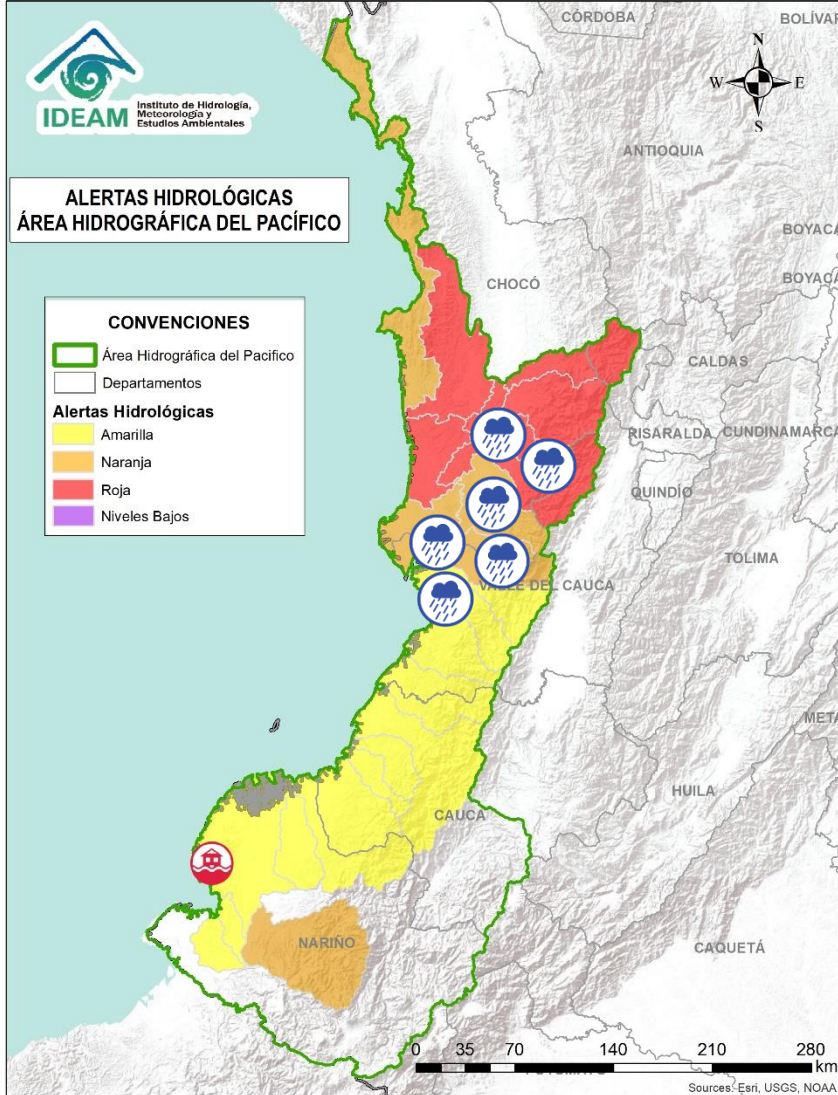 CÓRDOBA
BOLÍVAR
IDEAM
Instituto de Hidrología,
Meteorología y
Estudios Ambientales
N
W
E
S
ANTIOQUIA
ALERTAS HIDROLÓGICAS
ÁREA HIDROGRÁFICA DEL PACÍFICO
BOYACÁ
BOYACÁ
CHOCÓ
CONVENCIONES
Área Hidrográfica del Pacifico
Departamentos
Alertas Hidrológicas
Amarilla
Naranja
Roja
Niveles Bajos
CALDAS
RISARALDA
CUNDINAMARCA
QUINDÍO
TOLIMA
VALLE DEL CAUCA
META
HUILA
CAUCA
NARIÑO
CAQUETÁ
0 35 70 140 210 280
km
Sources: Esri, USGS, NOAA